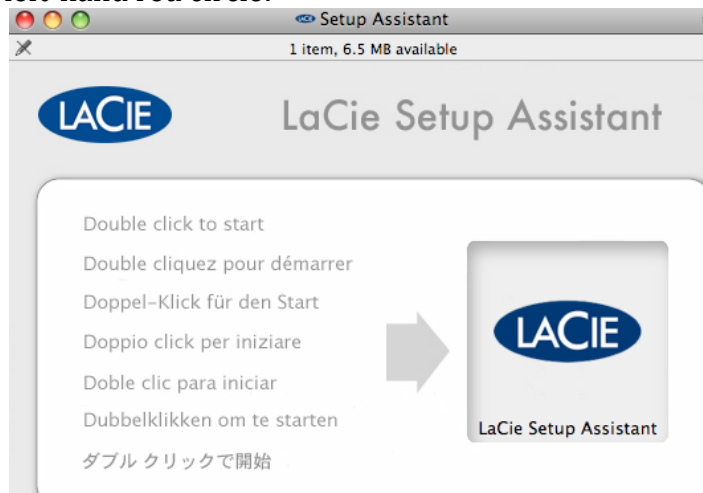 Setup Assistant
1 item, 6.5 MB available
LACIE
LaCie Setup Assistant
Double click to start
Double cliquez pour démarrer
Doppel-Klick für den Start
Doppio click per iniziare
Doble clic para iniciar
Dubbelklikken om te starten
ダブル クリックで開始
LACIE
LaCie Setup Assistant